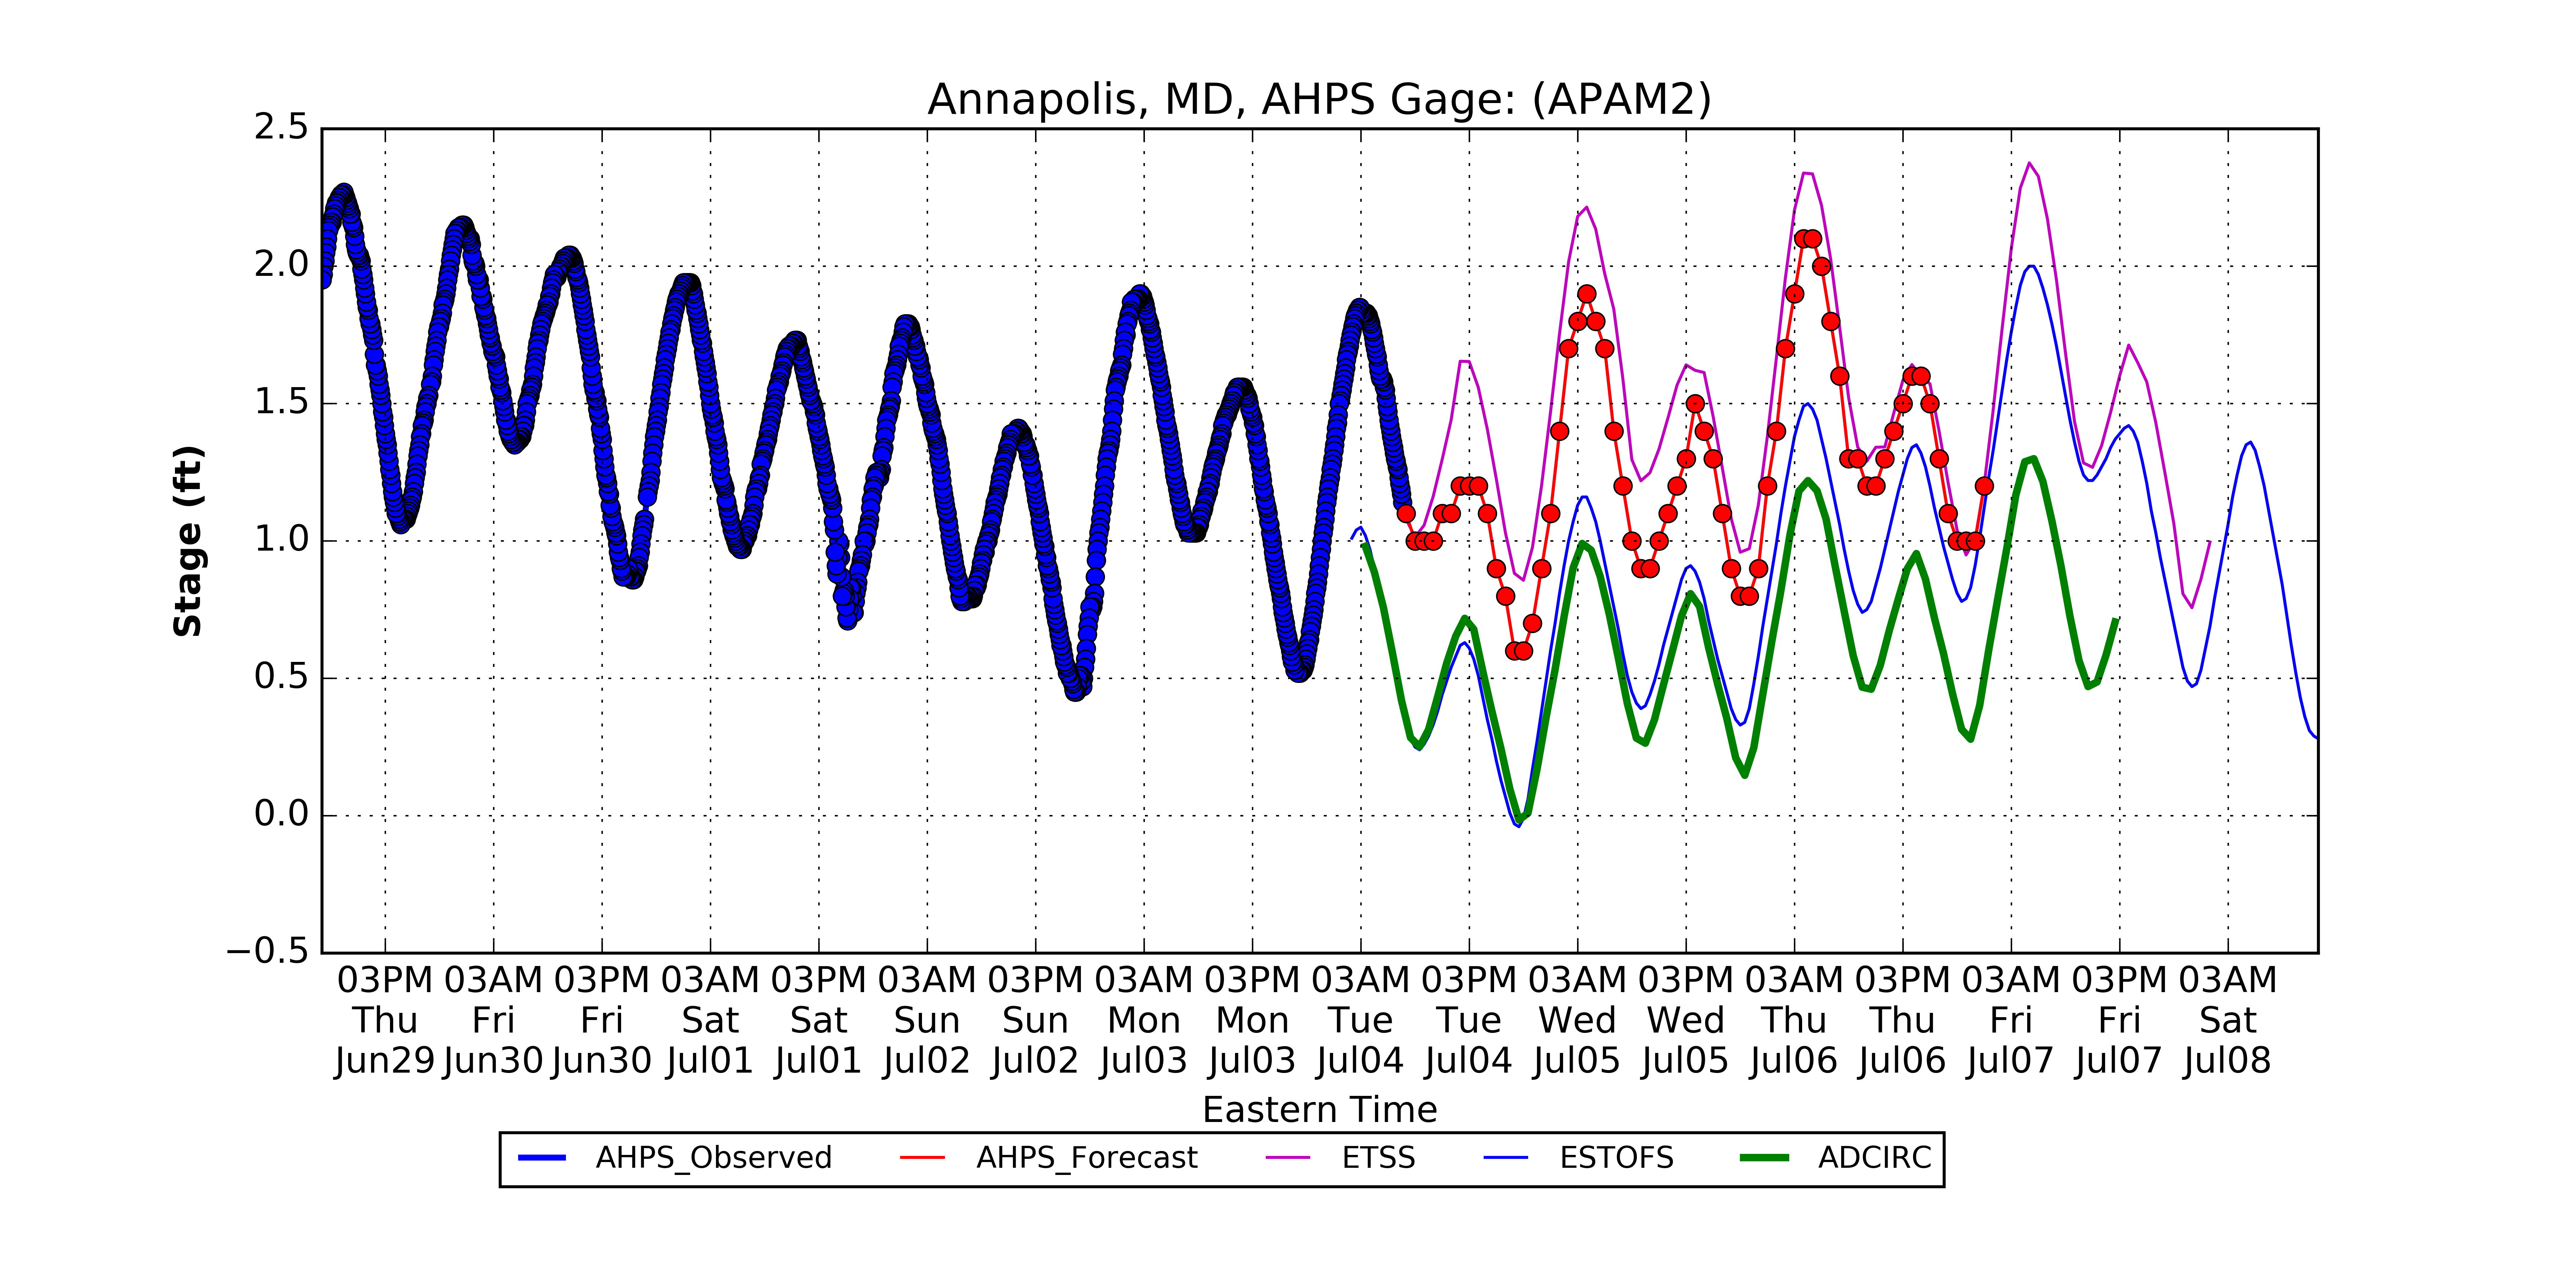 Annapolis, MD, AHPS Gage: (APAM2)
2.5
2.0
1.5
1.0
0.5
0.0
−0.5
Stage (ft)
03PM 03AM 03PM 03AM 03PM 03AM 03PM 03AM 03PM 03AM 03PM 03AM 03PM 03AM 03PM 03AM 03PM 03AM
Thu Fri Fri Sat Sat Sun Sun Mon Mon Tue Tue Wed Wed Thu Thu Fri Fri Sat
Jun29 Jun30 Jun30 Jul01 Jul01 Jul02 Jul02 Jul03 Jul03 Jul04 Jul04 Jul05 Jul05 Jul06 Jul06 Jul07 Jul07 Jul08
Eastern Time
AHPS_Observed AHPS_Forecast ETSS ESTOFS ADCIRC